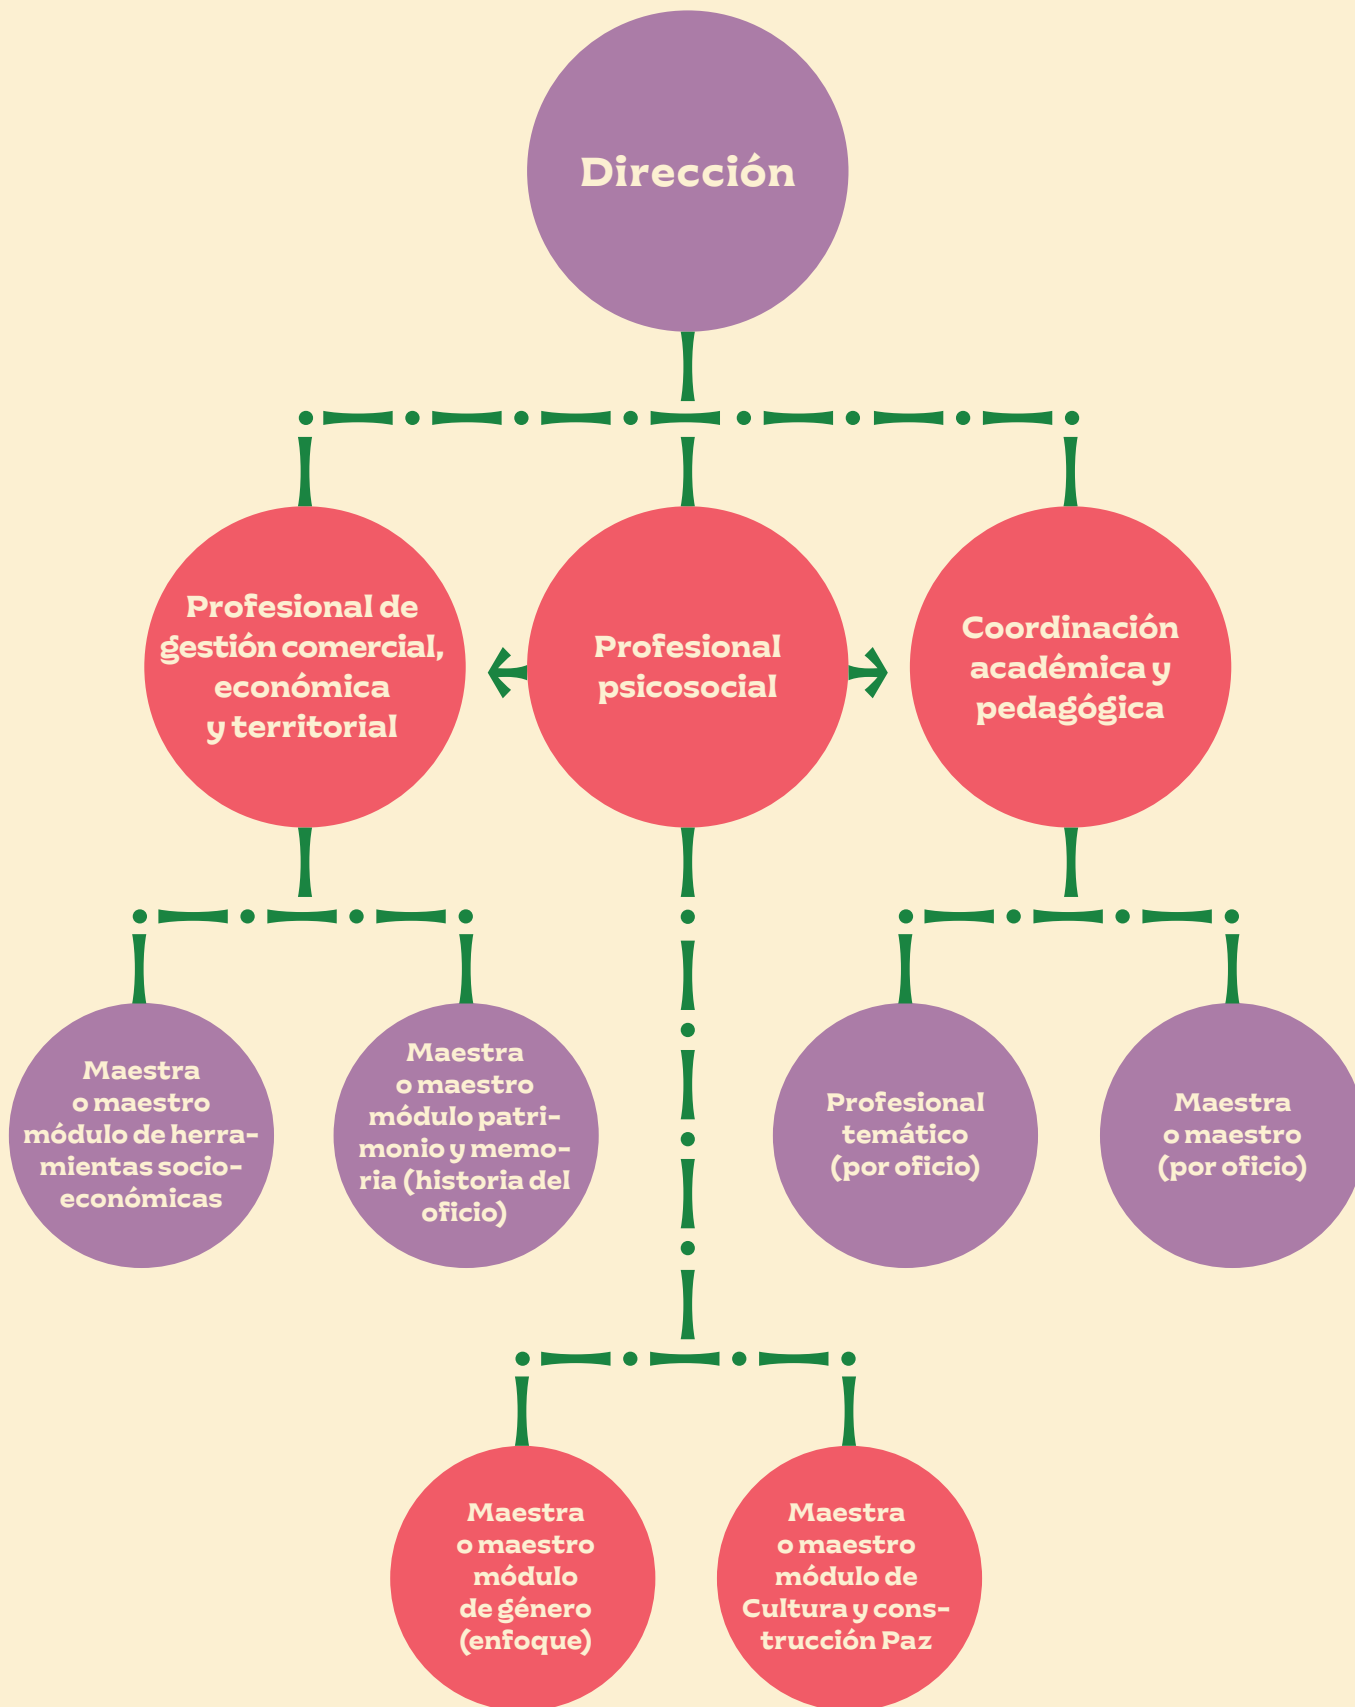 Dirección
Profesional de
gestión comercial,
económica
y territorial
Profesional
psicosocial
Coordinación
académica y
pedagógica
Maestra
o maestro
módulo de herra-
mientas socio-
económicas
Maestra
o maestro
módulo patri-
monio y memo-
ria (historia del
oficio)
Profesional
temático
(por oficio)
Maestra
o maestro
(por oficio)
Maestra
o maestro
módulo
de género
(enfoque)
Maestra
o maestro
módulo de
Cultura y cons-
trucción Paz